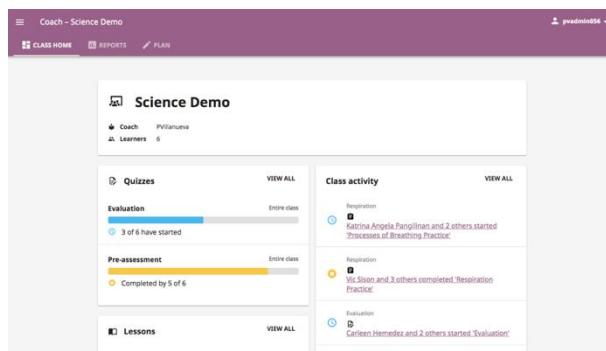 Coach – Science Demo
pvadmin056
CLASS HOME
REPORTS
PLAN
Science Demo
Coach PVillanueva
Learners 6
Quizzes
VIEW ALL
Evaluation
Entire class
3 of 6 have started
Pre-assessment
Entire class
Completed by 5 of 6
Lessons
VIEW ALL
Class activity
VIEW ALL
Respiration
Katrina Angela Pangilinan and 2 others started
'Processes of Breathing Practice'
Respiration
Vic Sison and 3 others completed 'Respiration
Practice'
Evaluation
Carleen Hemedez and 2 others started 'Evaluation'